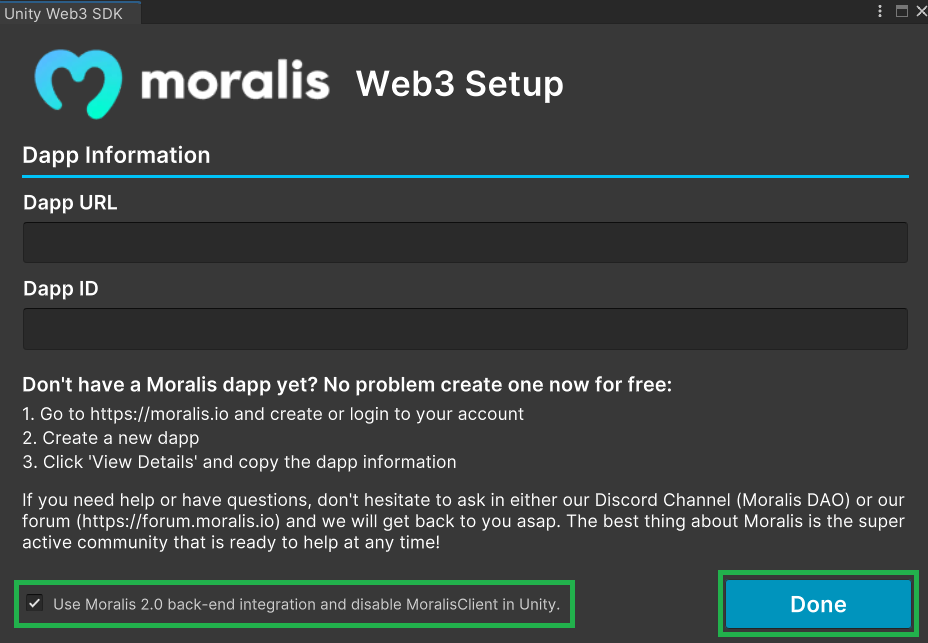 Unity Web3 SDK
moralis Web3 Setup
Dapp Information
Dapp URL
Dapp ID
Don't have a Moralis dapp yet? No problem create one now for free:
1. Go to https://moralis.io and create or login to your account
2. Create a new dapp
3. Click 'View Details' and copy the dapp information
If you need help or have questions, don't hesitate to ask in either our Discord Channel (Moralis DAO) or our
forum (https://forum.moralis.io) and we will get back to you asap. The best thing about Moralis is the super
active community that is ready to help at any time!
Use Moralis 2.0 back-end integration and disable MoralisClient in Unity.
Done